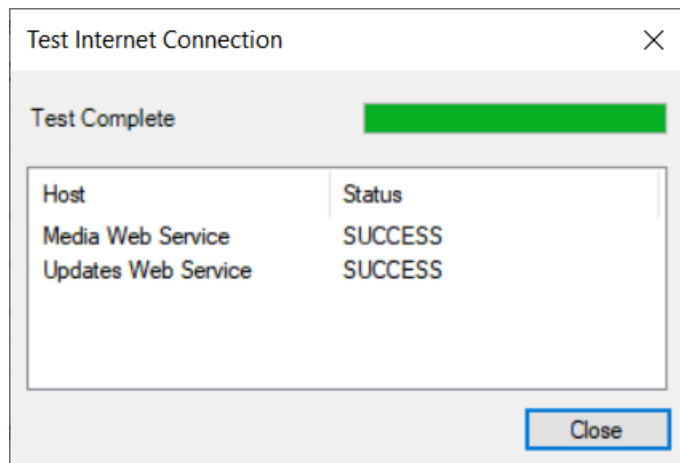 Test Internet Connection
Test Complete
Host Status
Media Web Service SUCCESS
Updates Web Service SUCCESS
Close